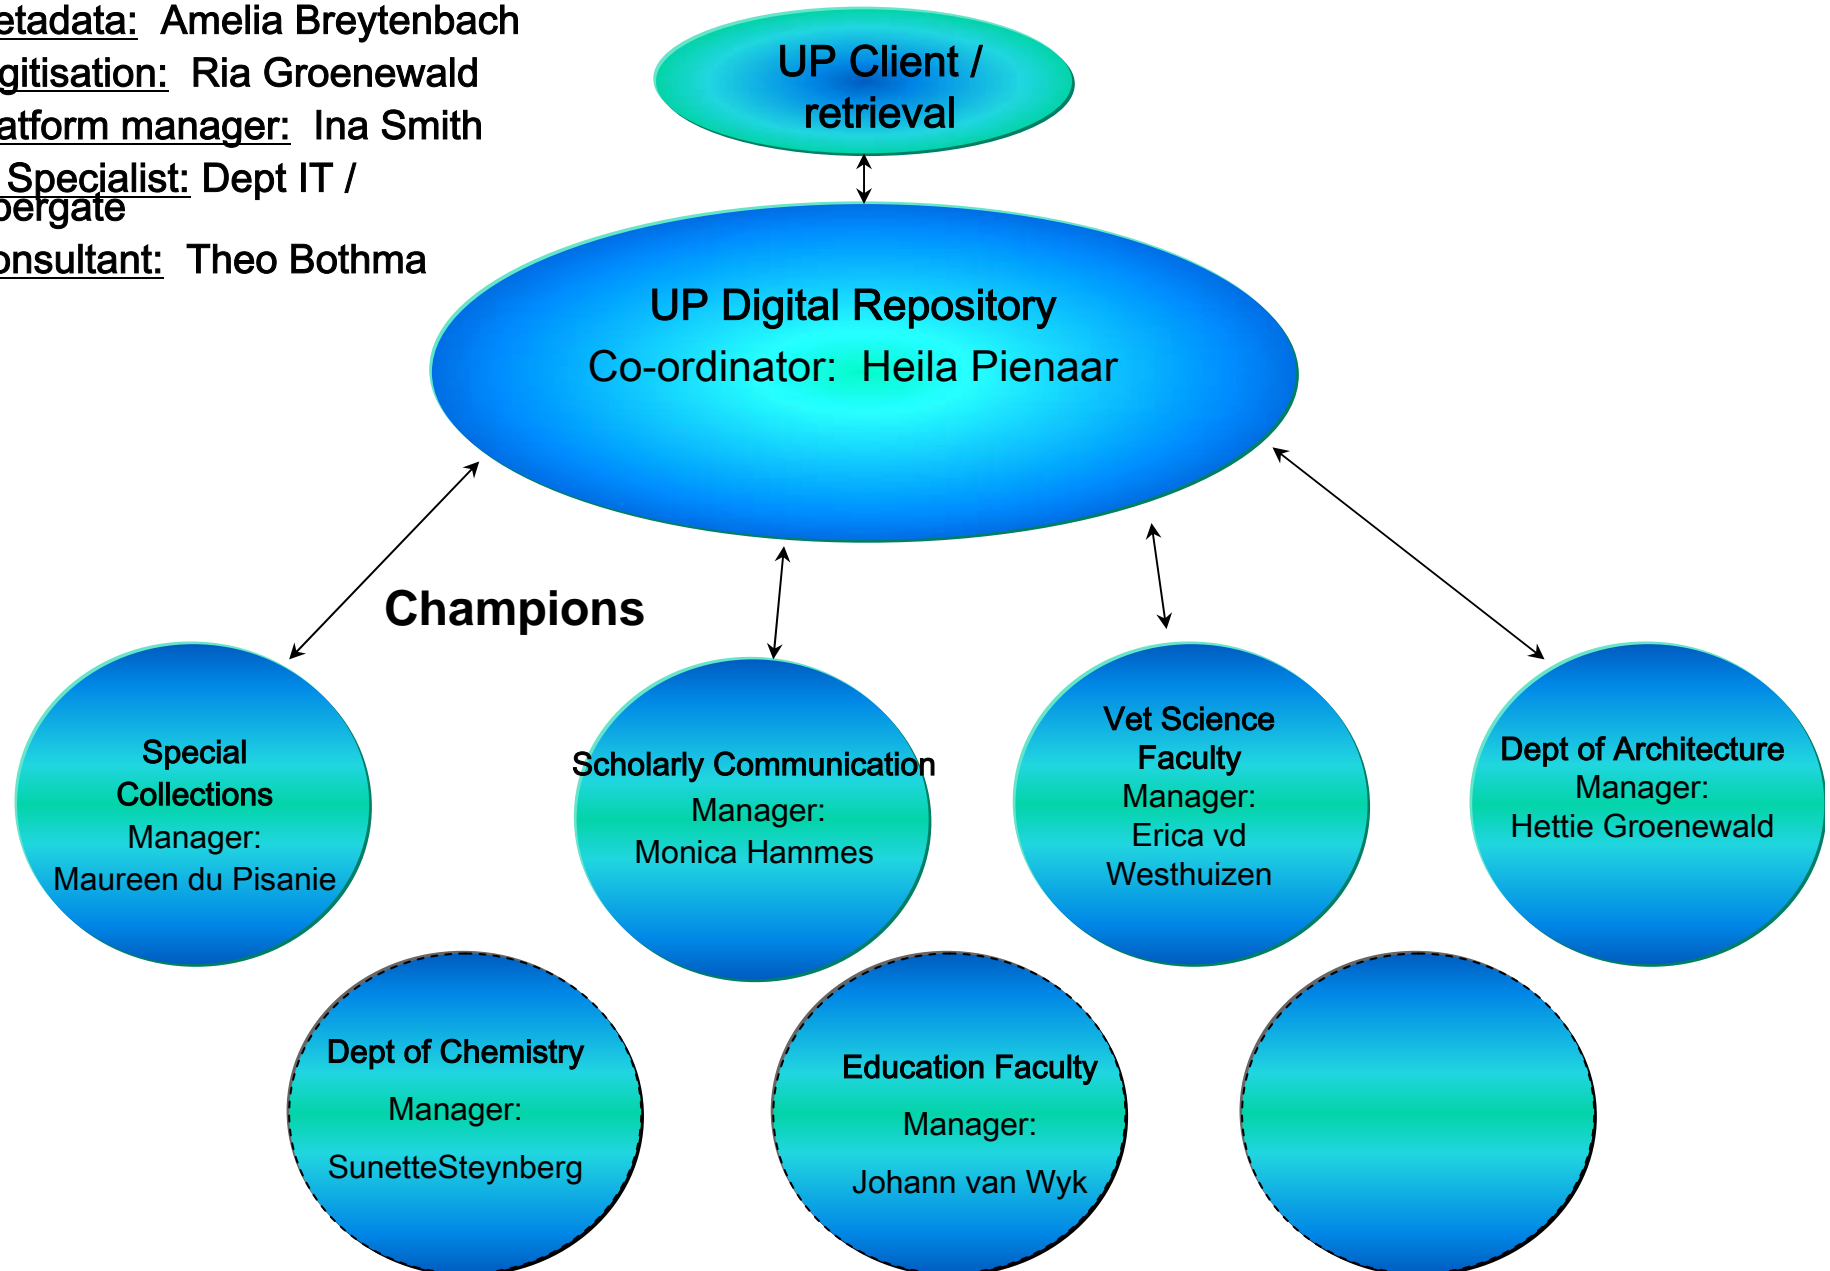 etadata: Amelia Breytenbach
gitisation: Ria Groenewald
atform manager: Ina Smith
Specialist: Dept IT /
bergate
onsultant: Theo Bothma
UP Client /
retrieval
UP Digital Repository
Co-ordinator: Heila Pienaar
Champions
Special
Collections
Manager:
Maureen du Pisanie
Scholarly Communication
Manager:
Monica Hammes
Vet Science
Faculty
Manager:
Erica vd
Westhuizen
Dept of Architecture
Manager:
Hettie Groenewald
Dept of Chemistry
Manager:
SunetteSteynberg
Education Faculty
Manager:
Johann van Wyk